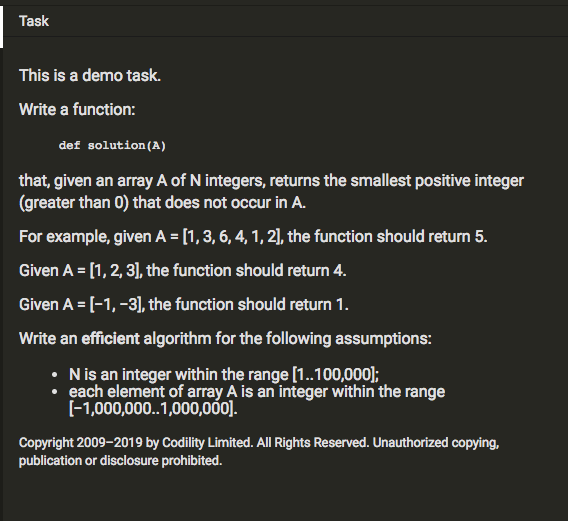 Task
This is a demo task.
Write a function:
def solution(A)
that, given an array A of N integers, returns the smallest positive integer
(greater than 0) that does not occur in A.
For example, given A = [1, 3, 6, 4, 1, 2], the function should return 5.
Given A = [1, 2, 3], the function should return 4.
Given A = [−1, −3], the function should return 1.
Write an efficient algorithm for the following assumptions:
• N is an integer within the range [1..100,000];
• each element of array A is an integer within the range
[−1,000,000..1,000,000].
Copyright 2009–2019 by Codility Limited. All Rights Reserved. Unauthorized copying,
publication or disclosure prohibited.